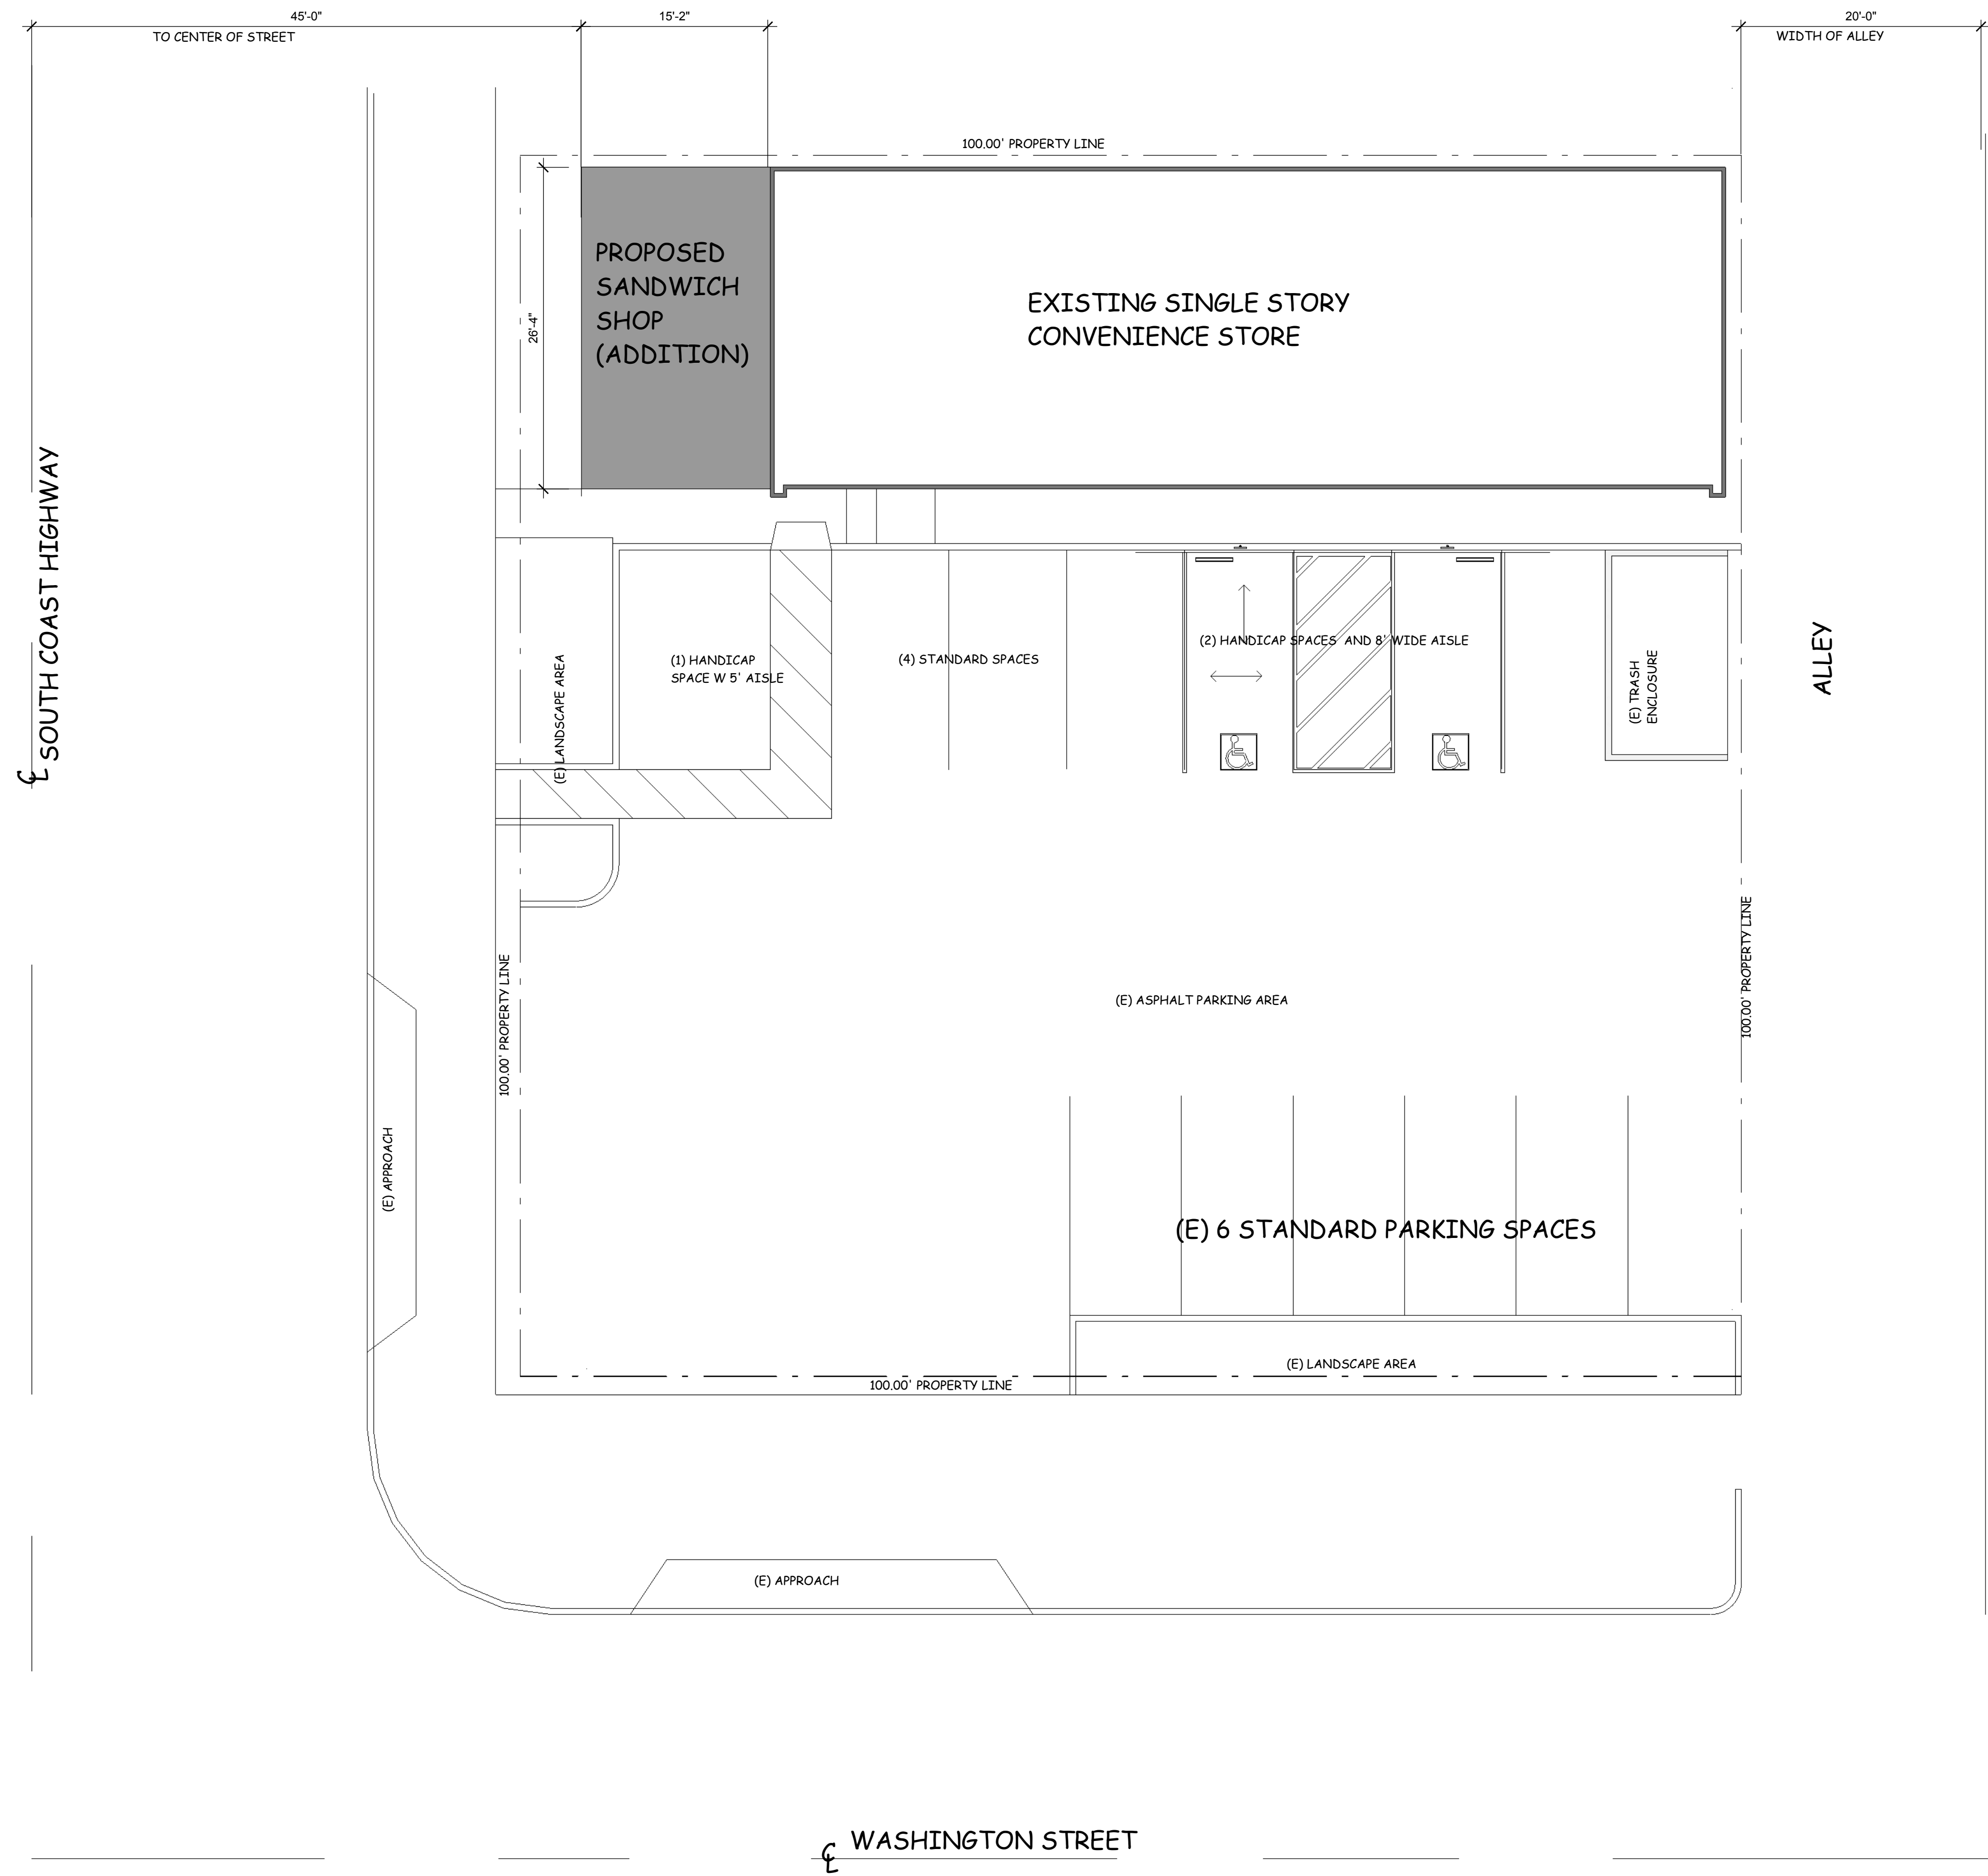 45'-0"
15'-2"
20'-0"
TO CENTER OF STREET
WIDTH OF ALLEY
100.00' PROPERTY LINE
PROPOSED
SANDWICH
SHOP
(ADDITION)
26'-4"
EXISTING SINGLE STORY
CONVENIENCE STORE
℄ SOUTH COAST HIGHWAY
(E) LANDSCAPE AREA
(1) HANDICAP
SPACE W 5' AISLE
(4) STANDARD SPACES
(2) HANDICAP SPACES AND 8' WIDE AISLE
(E) TRASH
ENCLOSURE
ALLEY
100.00' PROPERTY LINE
(E) ASPHALT PARKING AREA
100.00' PROPERTY LINE
(E) APPROACH
(E) 6 STANDARD PARKING SPACES
(E) LANDSCAPE AREA
100.00' PROPERTY LINE
(E) APPROACH
℄ WASHINGTON STREET